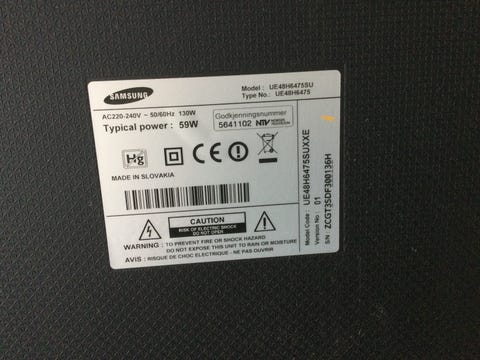 SAMSUNG
Model : UE48H6475SU
Type No.: UE48H6475
AC220-240V ~ 50/60Hz 130W
Typical power : 59W
Godkjenningsnummer
5641102 NTV
Hg
CE
MADE IN SLOVAKIA
CAUTION
RISK OF ELECTRIC SHOCK
DO NOT OPEN
WARNING : TO PREVENT FIRE OR SHOCK HAZARD
DO NOT EXPOSE THIS UNIT TO RAIN OR MOISTURE
AVIS : RISQUE DE CHOC ELECTRIQUE - NE PAS OUVRIR
Model Code : UE48H6475SUXXE
Version No : 01
S/N ZCGT3SDF300136H